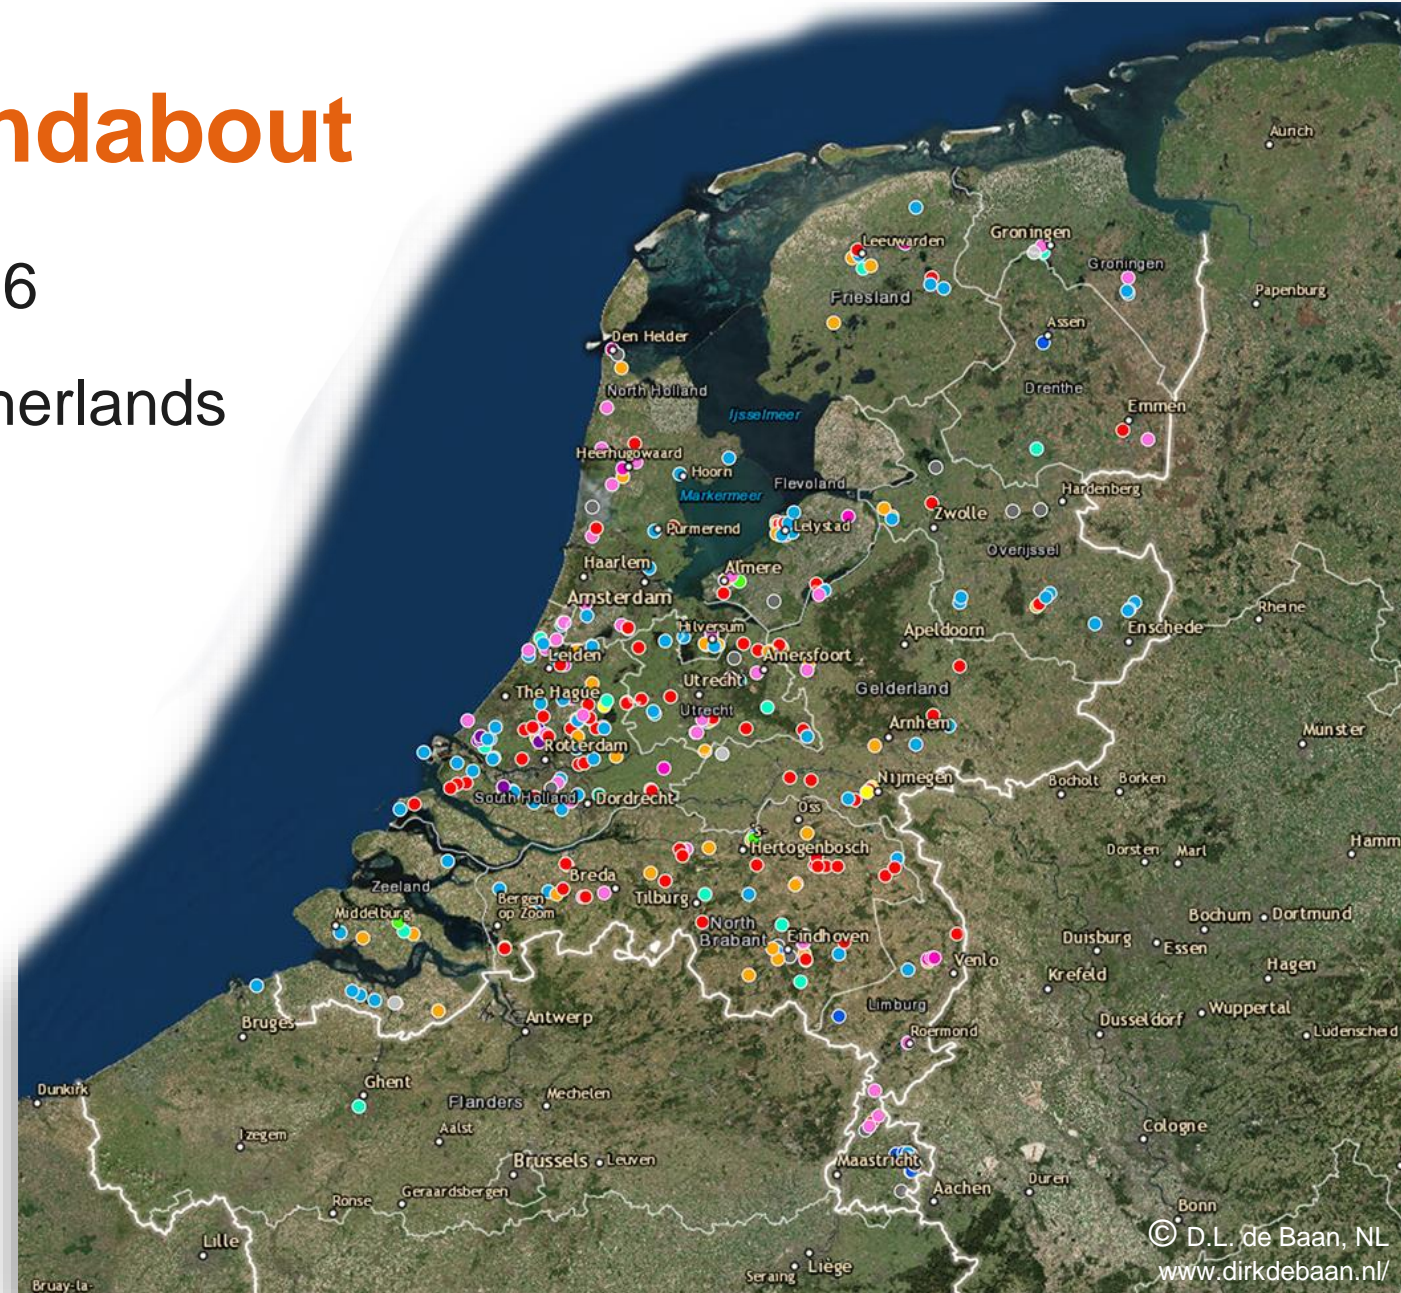 ndabout
6
nerlands
Aurich
Leeuwarden
Groningen
Groningen
Papenburg
Friesland
Assen
Den Helder
North Holland
Drenthe
Ijsselmeer
Emmen
Heerhugowaard
Hoorn
Flevoland
Markermeer
Hardenberg
Zwolle
Purmerend
Lelystad
Overijssel
Haarlem
Almere
Amsterdam
Rheine
Hilversum
Apeldoorn
Enschede
Leiden
Amersfoort
Utrecht
The Hague
Gelderland
Utrecht
Arnhem
Münster
Rotterdam
Nijmegen
Bocholt
Borken
South Holland
Dordrecht
Oss
's-
Hertogenbosch
Dorsten
Marl
Hamm
Zeeland
Breda
Bergen
op Zoom
Tilburg
Middelburg
North
Brabant
Eindhoven
Bochum
Dortmund
Duisburg
Essen
Venlo
Krefeld
Hagen
Limburg
Wuppertal
Bruges
Antwerp
Roermond
Dusseldorf
Ludenscheid
Dunkirk
Ghent
Flanders
Mechelen
Izegem
Aalst
Cologne
Brussels
Leuven
Maastricht
Ronse
Geraardsbergen
Aachen
Duren
Bonn
Lille
© D.L. de Baan, NL
Liège
Seraing
www.dirkdebaan.nl/
Bruay-la-